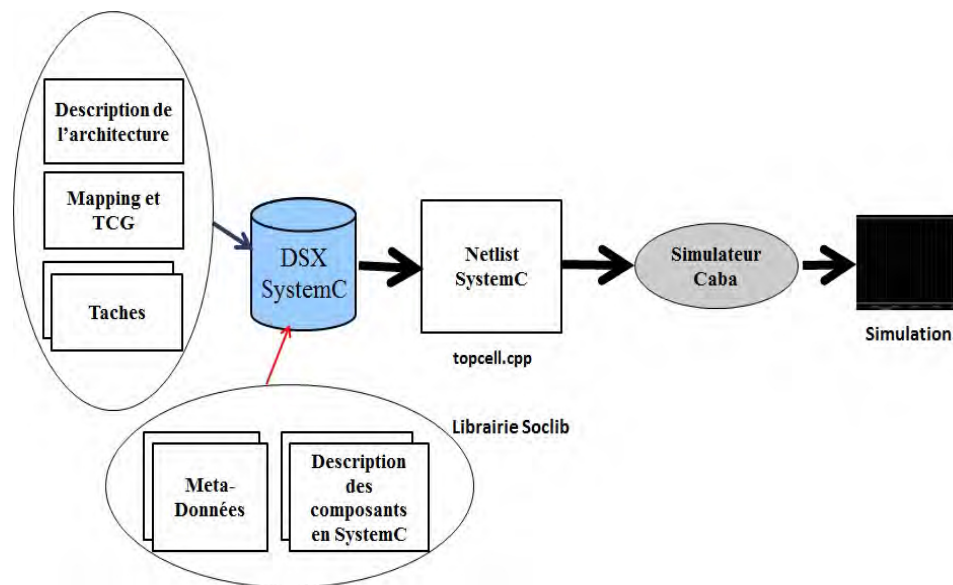 Description de
l'architecture
Mapping et
TCG
Taches
DSX
SystemC
Netlist
SystemC
topcell.cpp
Simulateur
Caba
Simulation
Librairie Soclib
Meta-
Données
Description
des
composants
en SystemC